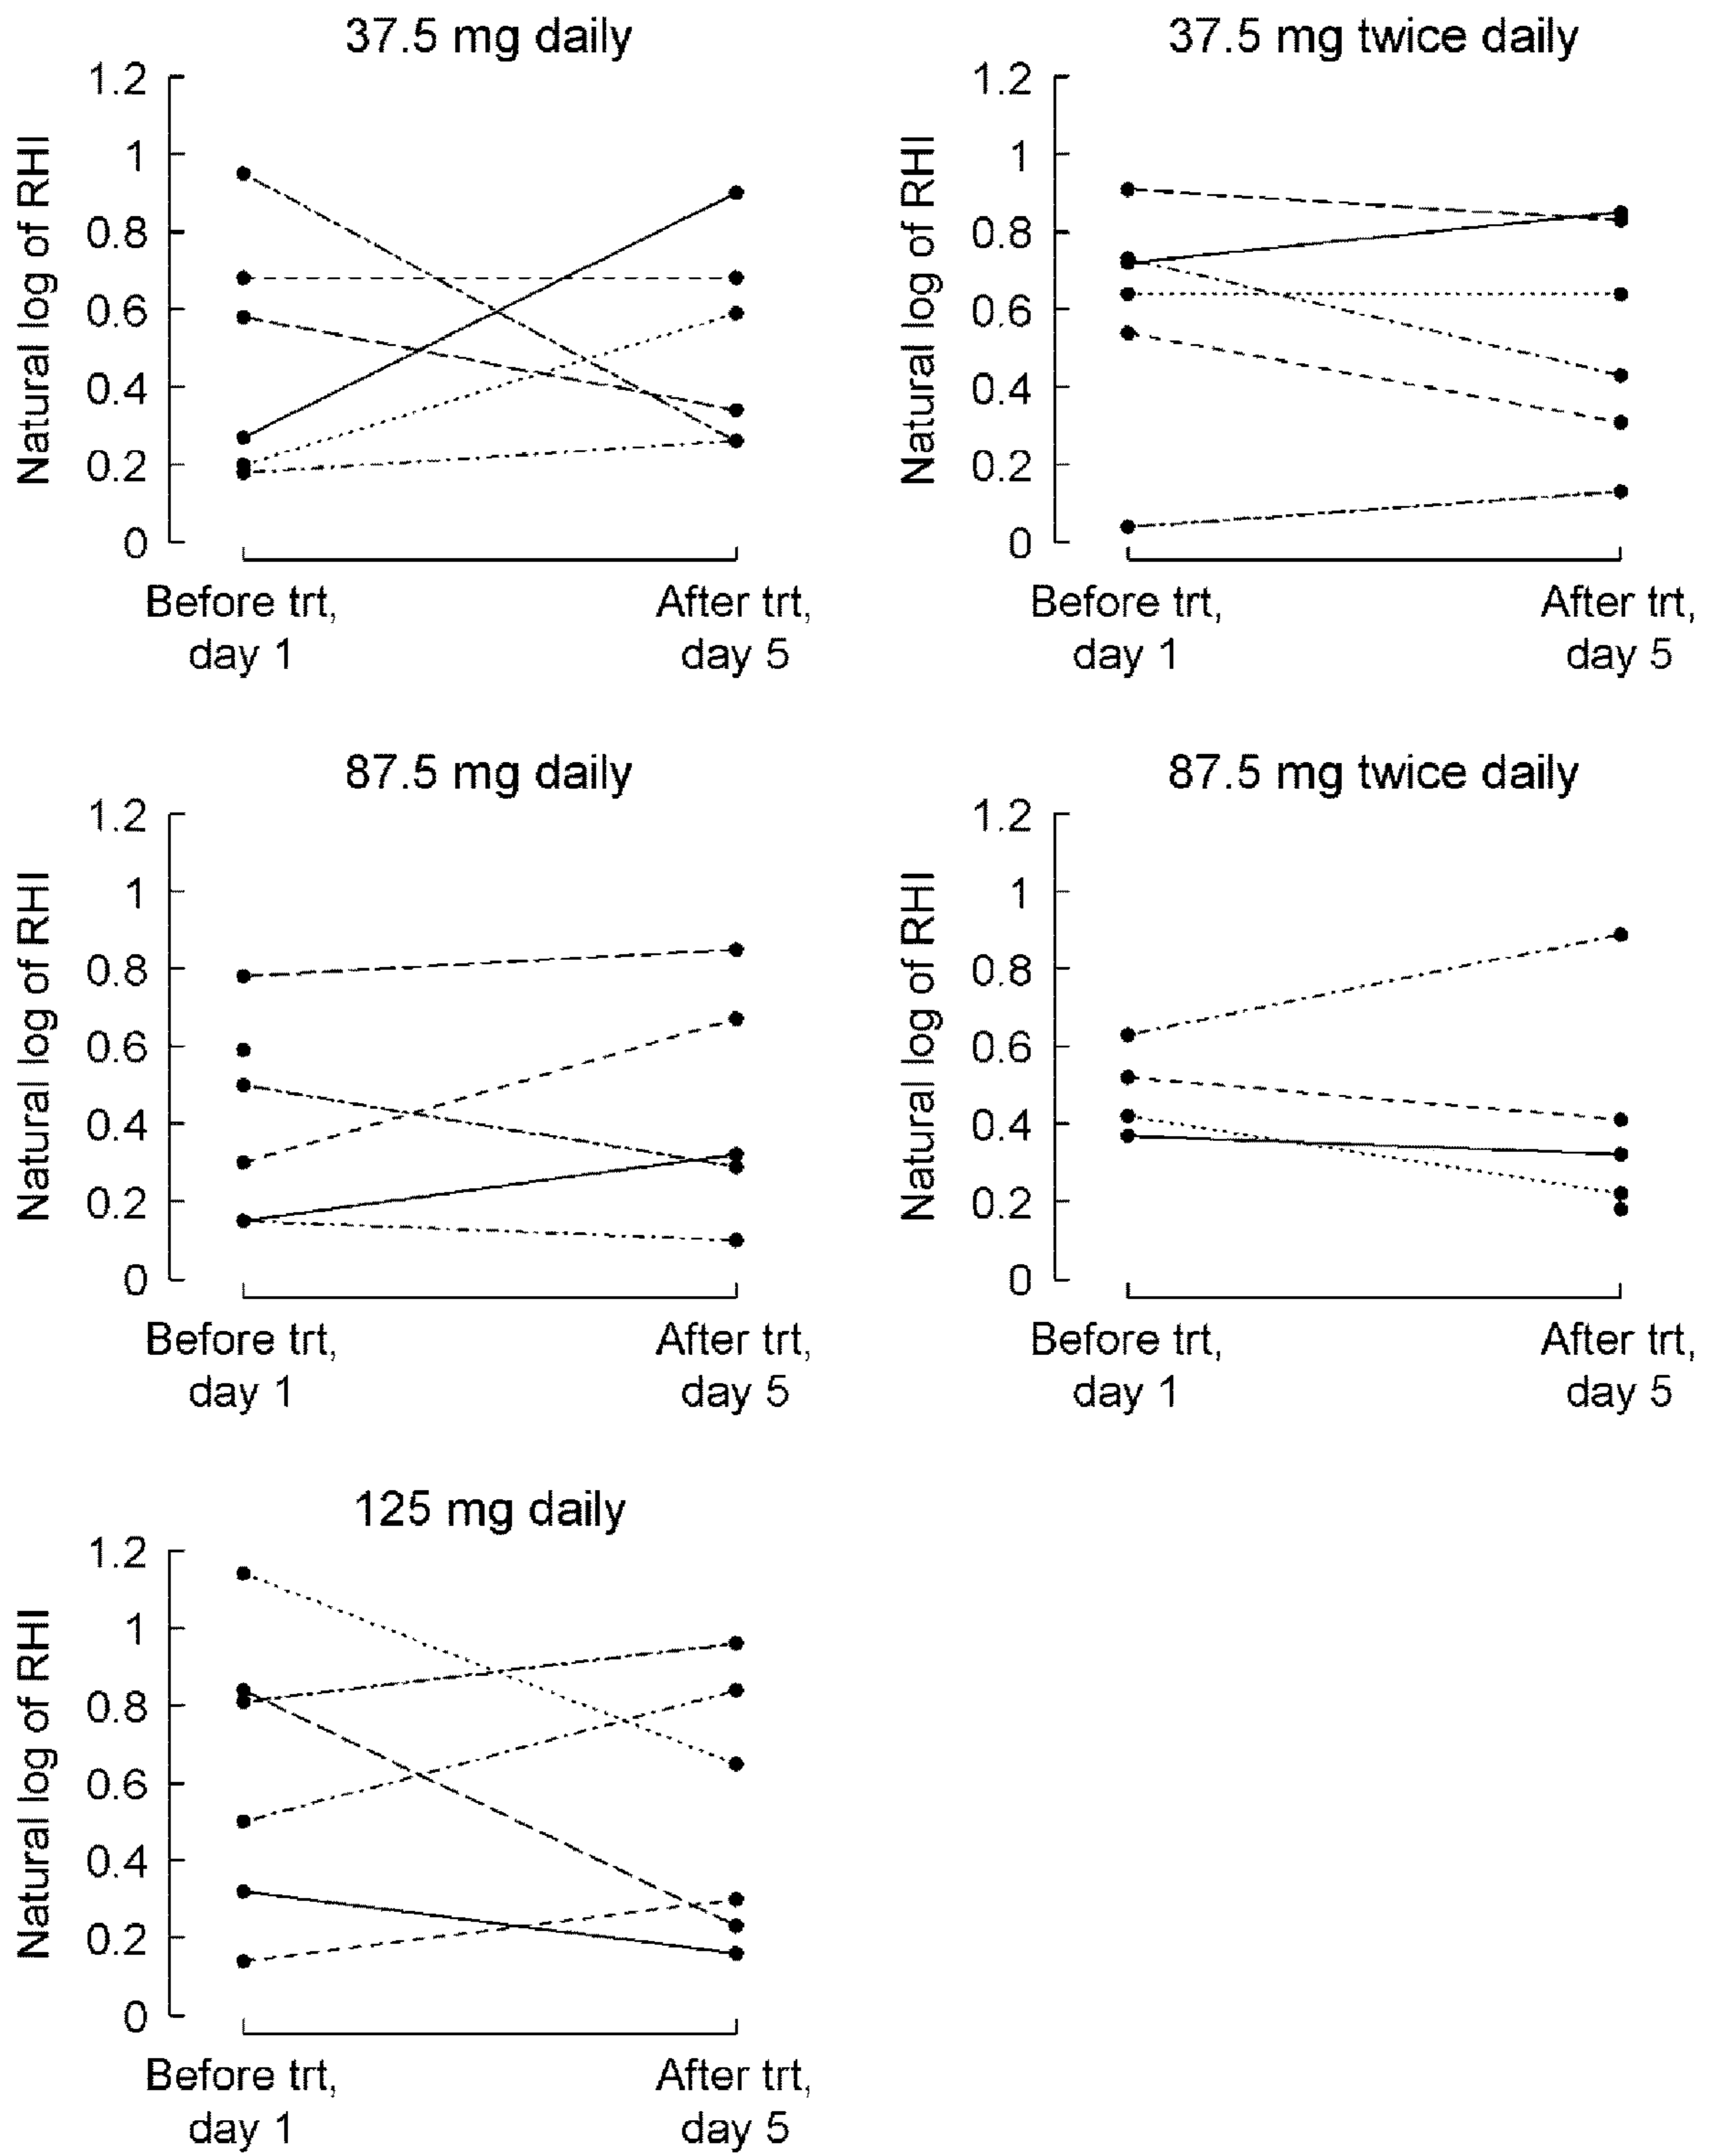 37.5 mg daily
Natural log of RHI
1.2
1
0.8
0.6
0.4
0.2
0
Before trt,
day 1
After trt,
day 5
37.5 mg twice daily
Natural log of RHI
1.2
1
0.8
0.6
0.4
0.2
0
Before trt,
day 1
After trt,
day 5
87.5 mg daily
Natural log of RHI
1.2
1
0.8
0.6
0.4
0.2
0
Before trt,
day 1
After trt,
day 5
87.5 mg twice daily
Natural log of RHI
1.2
1
0.8
0.6
0.4
0.2
0
Before trt,
day 1
After trt,
day 5
125 mg daily
Natural log of RHI
1.2
1
0.8
0.6
0.4
0.2
0
Before trt,
day 1
After trt,
day 5